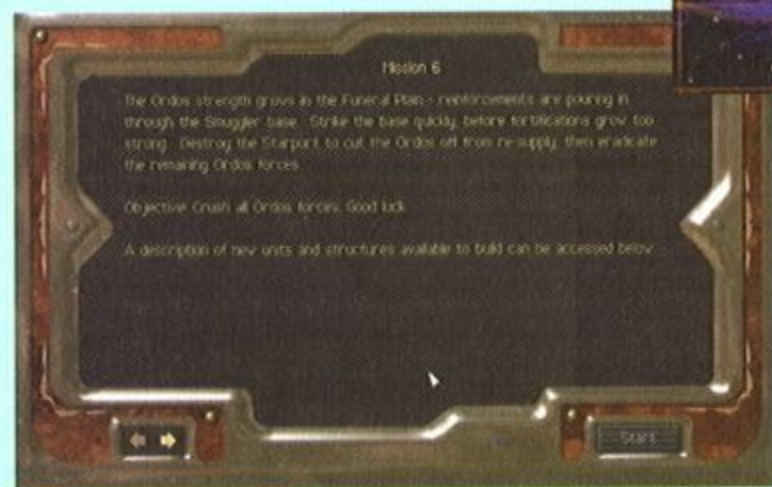 Mission 6
The Ordos strength grows in the Funeral Plain - reinforcements are pouring in
through the Smuggler base. Strike the base quickly, before fortifications grow too
strong. Destroy the Starport to cut the Ordos off from re-supply, then eradicate
the remaining Ordos forces.
Objective: Crush all Ordos forces. Good luck.
A description of new units and structures available to build can be accessed below.
Start